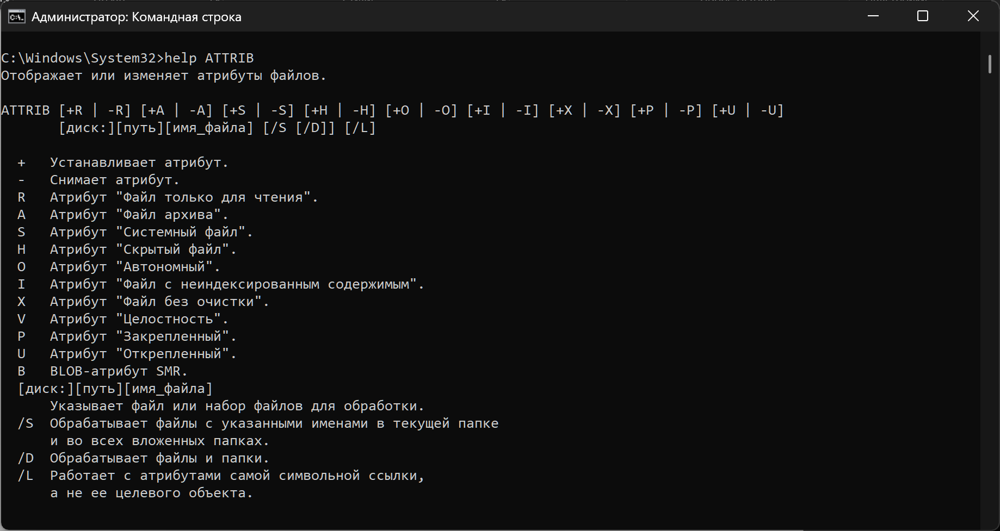 Администратор: Командная строка
C:\Windows\System32>help ATTRIB
Отображает или изменяет атрибуты файлов.
ATTRIB [+R | -R] [+A | -A] [+S | -S] [+H | -H] [+O | -O] [+I | -I] [+X | -X] [+P | -P] [+U | -U]
[диск:][путь][имя_файла] [/S [/D]] [/L]
+ Устанавливает атрибут.
- Снимает атрибут.
R Атрибут "Файл только для чтения".
A Атрибут "Файл архива".
S Атрибут "Системный файл".
H Атрибут "Скрытый файл".
O Атрибут "Автономный".
I Атрибут "Файл с неиндексированным содержимым".
X Атрибут "Файл без очистки".
V Атрибут "Целостность".
P Атрибут "Закрепленный".
U Атрибут "Открепленный".
B BLOB-атрибут SMR.
[диск:][путь][имя_файла]
Указывает файл или набор файлов для обработки.
/S Обрабатывает файлы с указанными именами в текущей папке
и во всех вложенных папках.
/D Обрабатывает файлы и папки.
/L Работает с атрибутами самой символьной ссылки,
а не ее целевого объекта.